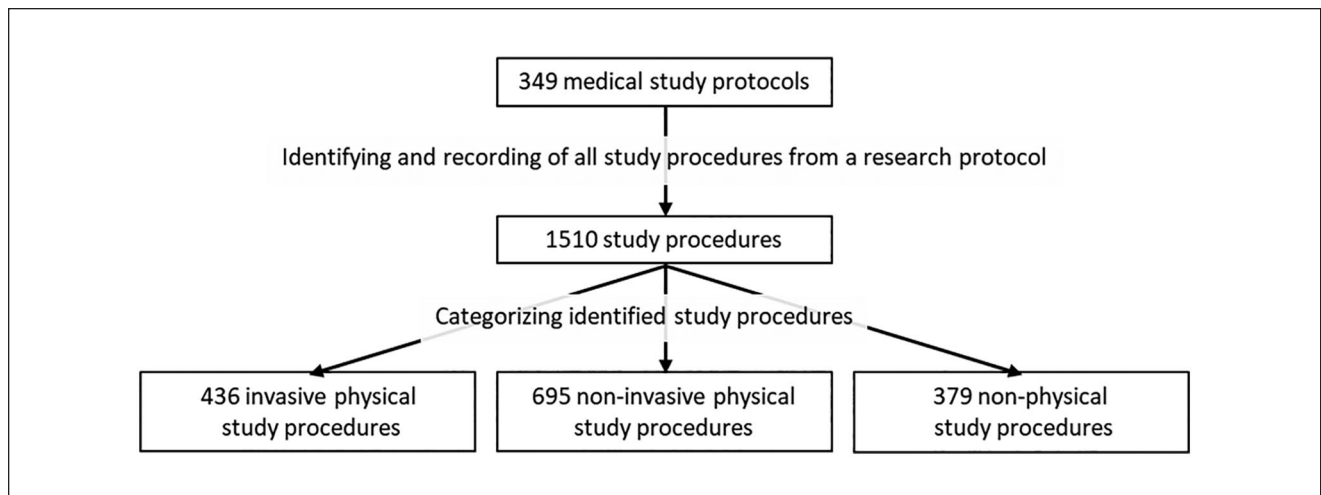 349 medical study protocols
Identifying and recording of all study procedures from a research protocol
1510 study procedures
Categorizing identified study procedures
436 invasive physical
study procedures
695 non-invasive physical
study procedures
379 non-physical
study procedures